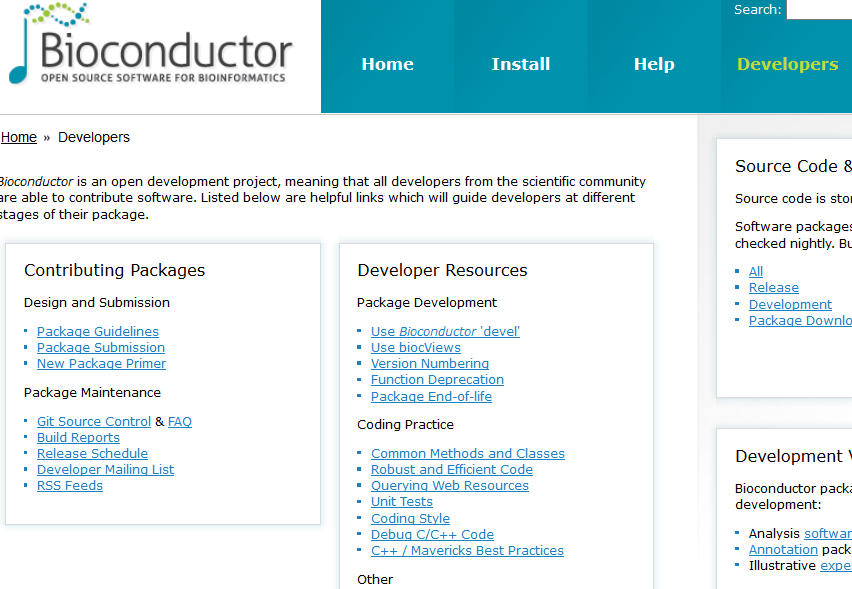 Bioconductor
OPEN SOURCE SOFTWARE FOR BIOINFORMATICS
Home
Install
Help
Search:
Developers
Home » Developers
Bioconductor is an open development project, meaning that all developers from the scientific community
are able to contribute software. Listed below are helpful links which will guide developers at different
stages of their package.
Contributing Packages
Design and Submission
Package Guidelines
Package Submission
New Package Primer
Package Maintenance
Git Source Control & FAQ
Build Reports
Release Schedule
Developer Mailing List
RSS Feeds
Developer Resources
Package Development
Use Bioconductor 'devel'
Use biocViews
Version Numbering
Function Deprecation
Package End-of-life
Coding Practice
Common Methods and Classes
Robust and Efficient Code
Querying Web Resources
Unit Tests
Coding Style
Debug C/C++ Code
C++ / Mavericks Best Practices
Other
Source Code &
Source code is
Software packages
checked nightly.
All
Release
Development
Package
Development
Bioconductor
development:
Analysis
Annotation
Illustrative